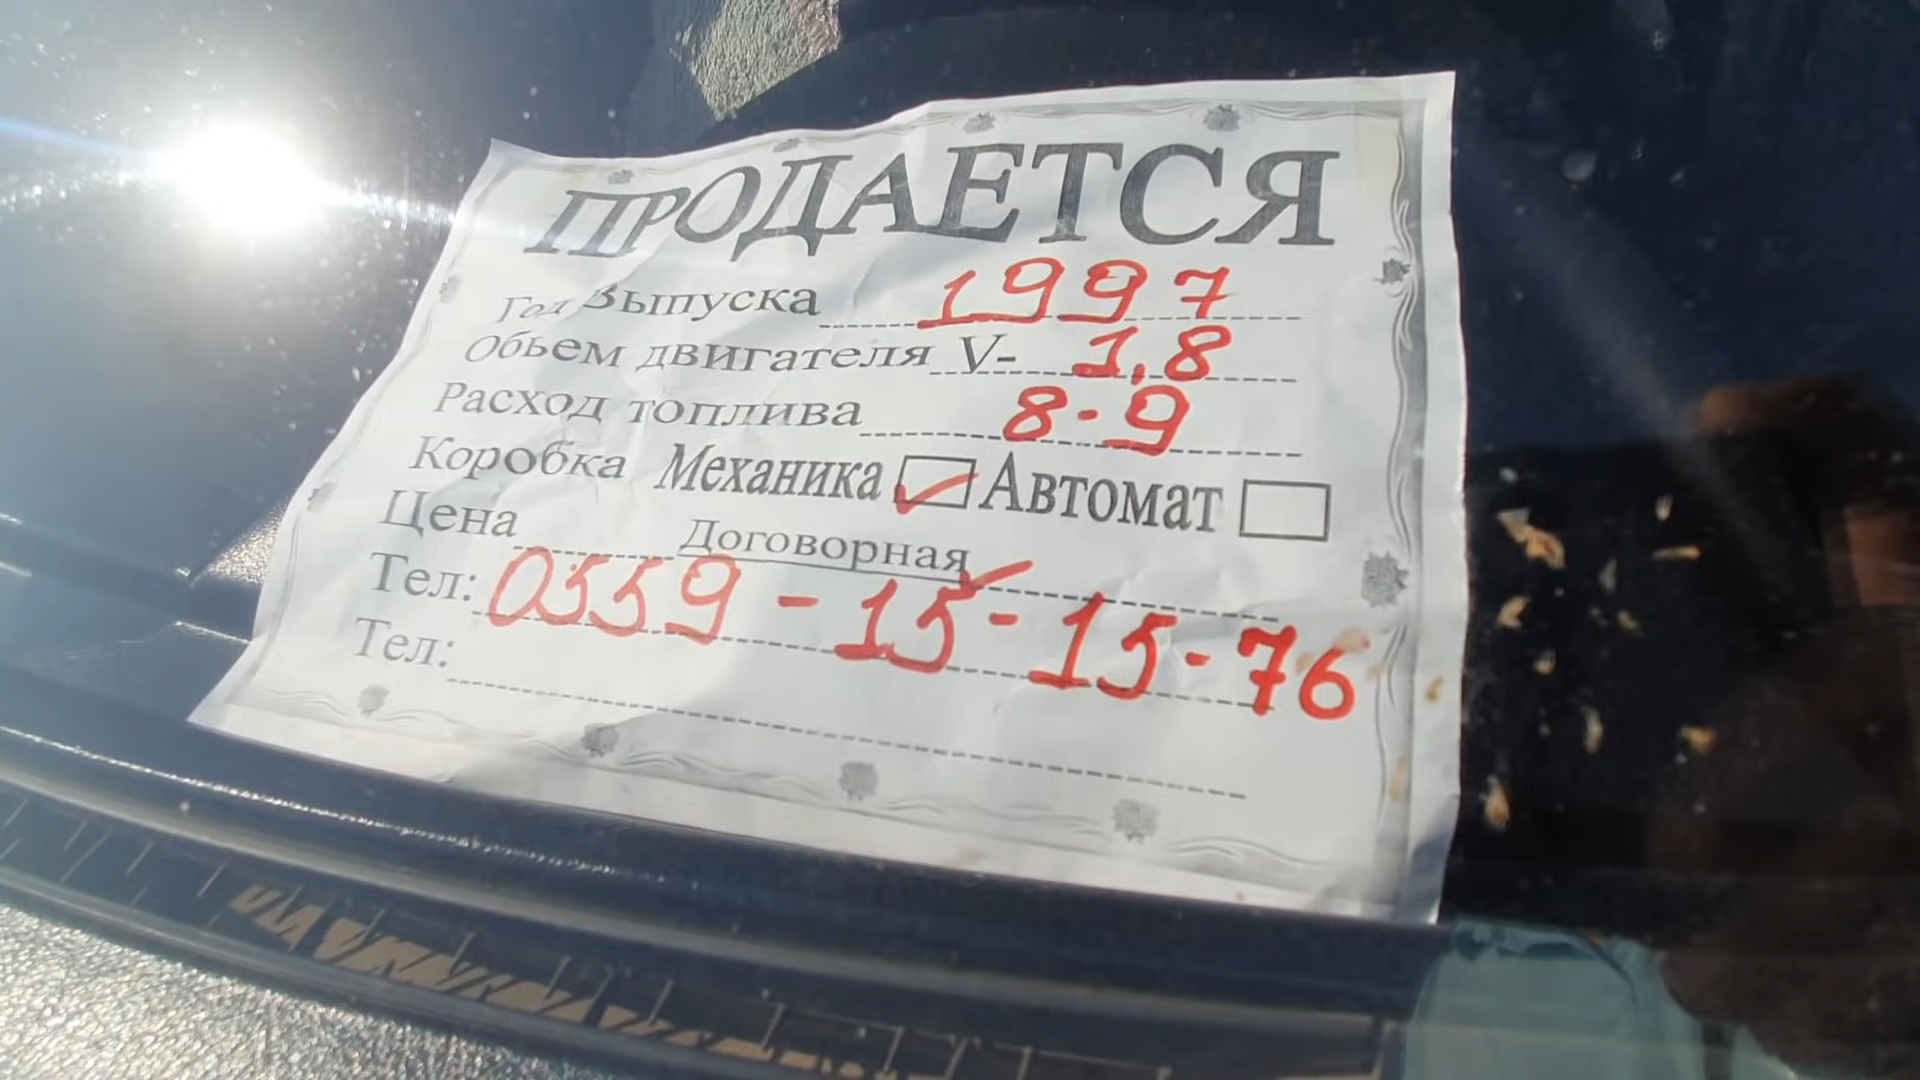 ПРОДАЕТСЯ
Год Выпуска 1997
Обьем двигателя V- 1,8
Расход топлива 8-9
Коробка Механика ✓ Автомат
Цена Договорная ✓
Тел: 0559-15-15-76
Тел: